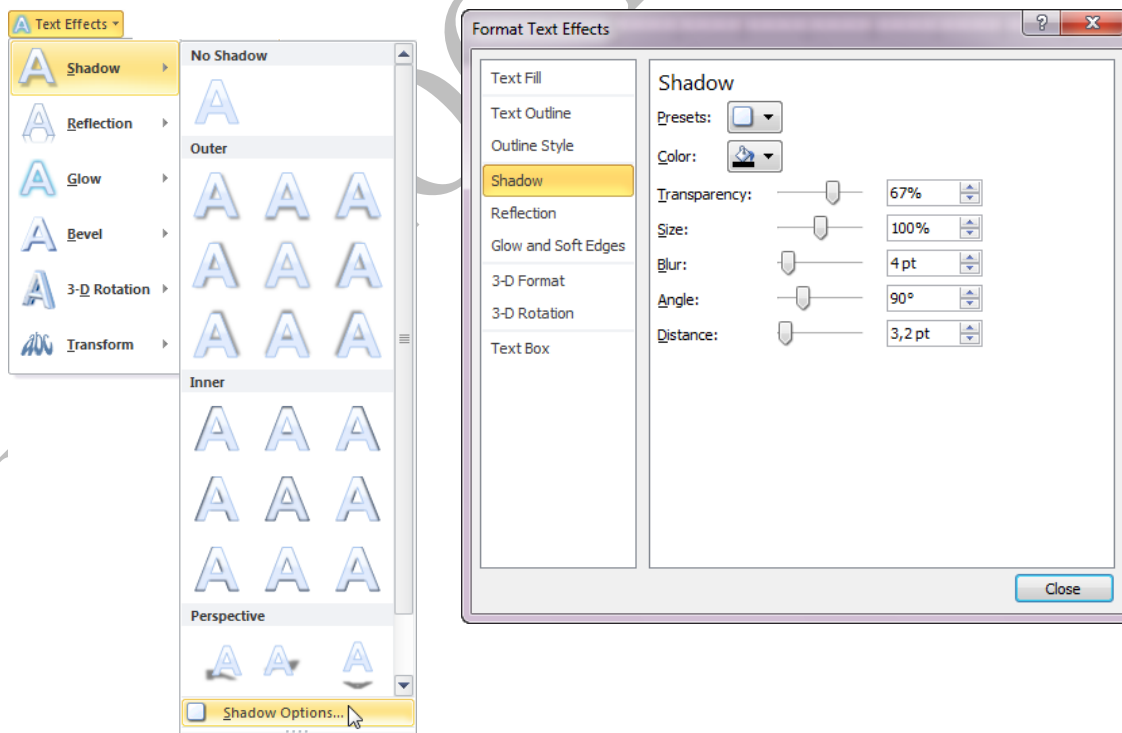 Text Effects
Shadow
Reflection
Glow
Bevel
3-D Rotation
Transform
No Shadow
Outer
Inner
Perspective
Shadow Options...
Format Text Effects
Text Fill
Text Outline
Outline Style
Shadow
Reflection
Glow and Soft Edges
3-D Format
3-D Rotation
Text Box
Shadow
Presets:
Color:
Transparency: 67%
Size: 100%
Blur: 4 pt
Angle: 90°
Distance: 3,2 pt
Close